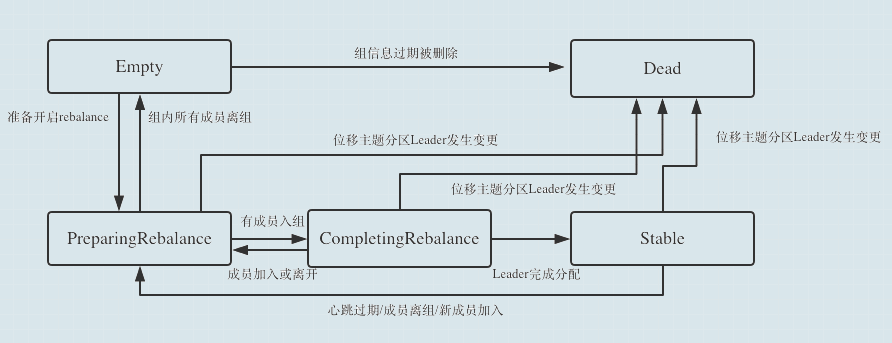 Empty
组信息过期被删除
Dead
准备开启rebalance
组内所有成员离组
位移主题分区Leader发生变更
位移主题分区Leader发生变更
位移主题分区Leader发生变更
PreparingRebalance
有成员入组
CompletingRebalance
Stable
成员加入或离开
Leader完成分配
心跳过期/成员离组/新成员加入